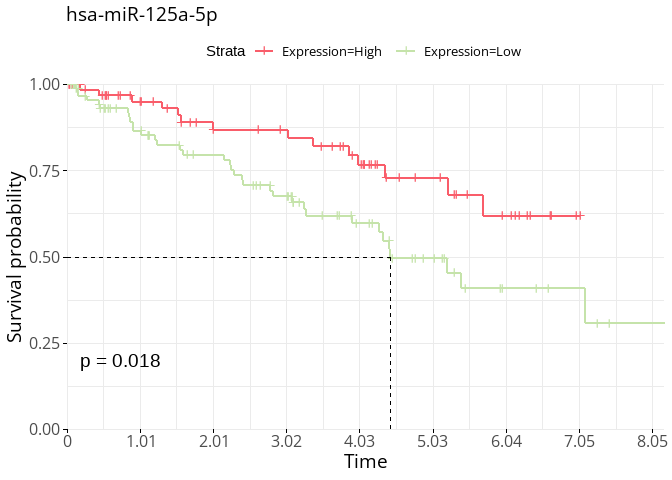 hsa-miR-125a-5p
Strata Expression=High Expression=Low
Survival probability
1.00
0.75
0.50
0.25
0.00
p = 0.018
0 1.01 2.01 3.02 4.03 5.03 6.04 7.05 8.05
Time